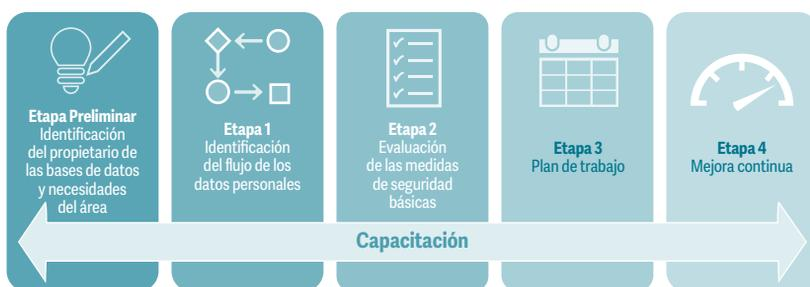 Etapa Preliminar
Identificación
del propietario de
las bases de datos
y necesidades
del área
Etapa 1
Identificación
del flujo de los
datos personales
Etapa 2
Evaluación
de las medidas
de seguridad
básicas
Etapa 3
Plan de trabajo
Etapa 4
Mejora continua
Capacitación